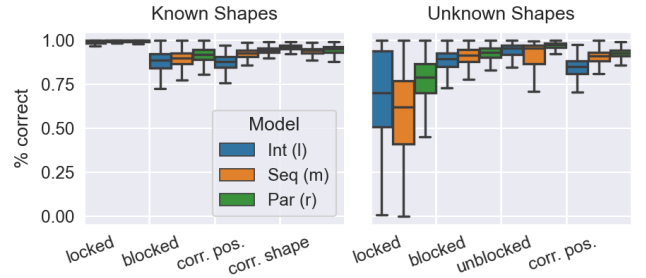 Known Shapes
Unknown Shapes
% correct
1.00
0.75
0.50
0.25
0.00
Model
Int (l)
Seq (m)
Par (r)
locked
blocked
corr. pos.
corr. shape
locked
blocked
unblocked
corr. pos.